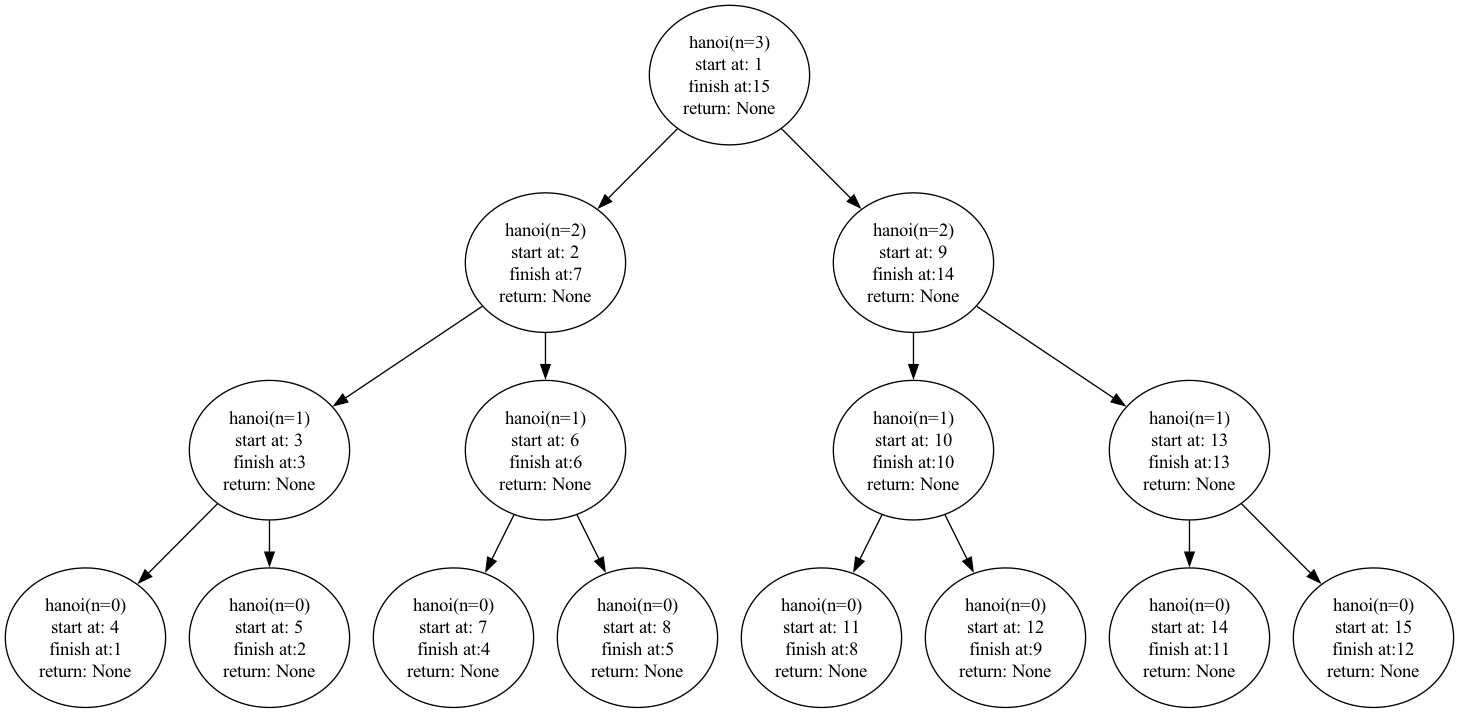 hanoi(n=3)
start at: 1
finish at:15
return: None
hanoi(n=2)
start at: 2
finish at:7
return: None
hanoi(n=2)
start at: 9
finish at:14
return: None
hanoi(n=1)
start at: 3
finish at:3
return: None
hanoi(n=1)
start at: 6
finish at:6
return: None
hanoi(n=1)
start at: 10
finish at:10
return: None
hanoi(n=1)
start at: 13
finish at:13
return: None
hanoi(n=0)
start at: 4
finish at:1
return: None
hanoi(n=0)
start at: 5
finish at:2
return: None
hanoi(n=0)
start at: 7
finish at:4
return: None
hanoi(n=0)
start at: 8
finish at:5
return: None
hanoi(n=0)
start at: 11
finish at:8
return: None
hanoi(n=0)
start at: 12
finish at:9
return: None
hanoi(n=0)
start at: 14
finish at:11
return: None
hanoi(n=0)
start at: 15
finish at:12
return: None